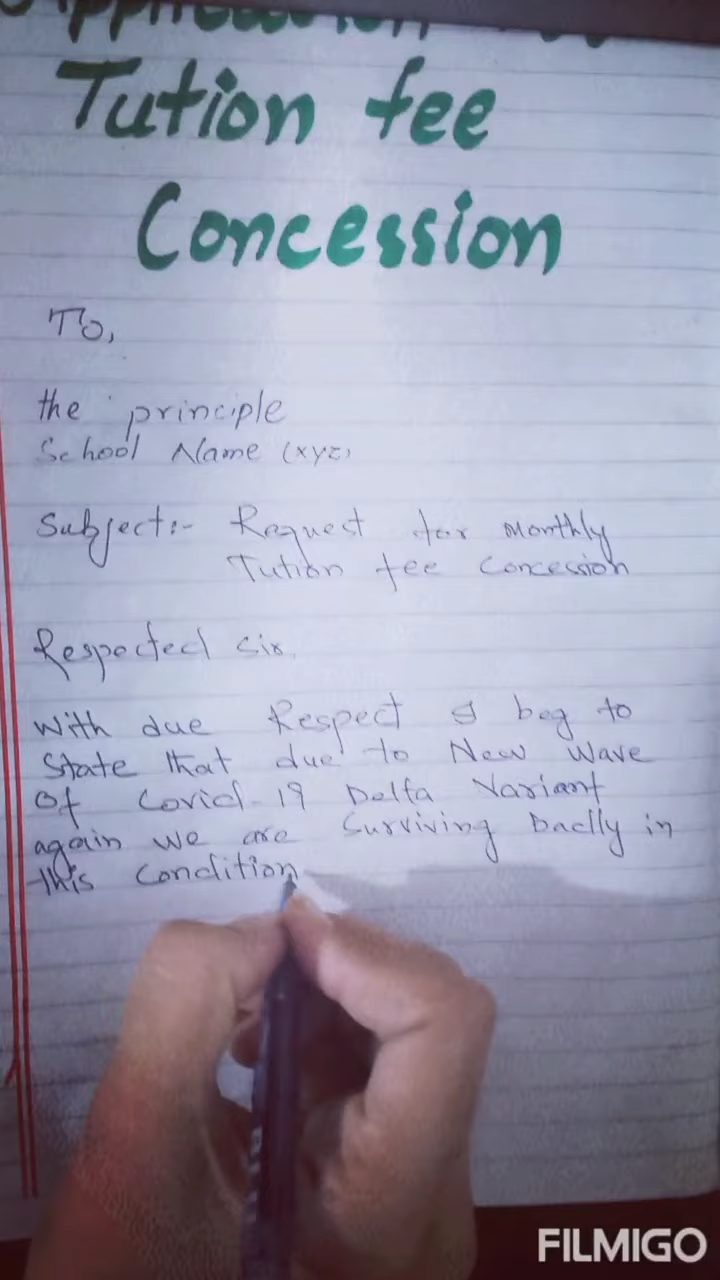 Application
Tution fee
Concession
To,
the principle
School Name (xyz)
Subject:- Request for Monthly
Tution fee Concession
Respected sir.
With due Respect I beg to
State that due to New Wave
Of Covid-19 Delta Variant
again we are Surviving Badly in
this Condition
FILMIGO